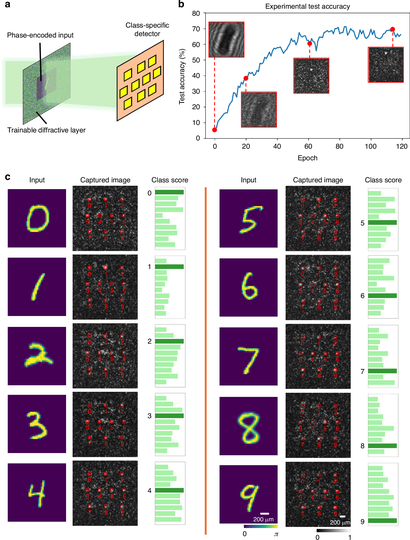 a
Phase-encoded input
Class-specific
detector
Trainable diffractive layer
b
Experimental test accuracy
Test accuracy (%)
80
70
60
50
40
30
20
10
0
0
20
40
60
80
100
120
Epoch
c
Input
Captured image
Class score
0
1
2
3
4
Input
Captured image
Class score
5
6
7
8
9
200 μm
200 μm
0
π
0
1